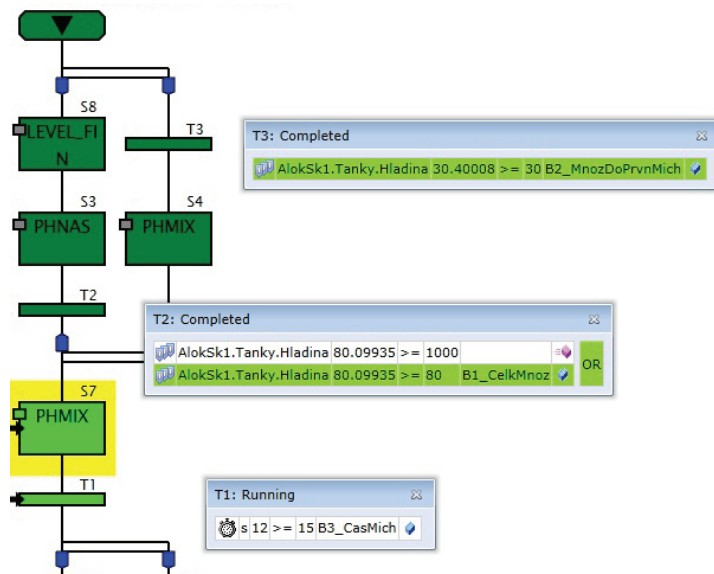 S8
LEVEL_FI
N
T3
T3: Completed
AlokSk1.Tanky.Hladina 30.40008 >= 30 B2_MnozDoPrvnMich
S3
PHNAS
S4
PHMIX
T2
T2: Completed
AlokSk1.Tanky.Hladina 80.09935 >= 1000
AlokSk1.Tanky.Hladina 80.09935 >= 80 B1_CelkMnoz
OR
S7
PHMIX
T1
T1: Running
s 12 >= 15 B3_CasMich